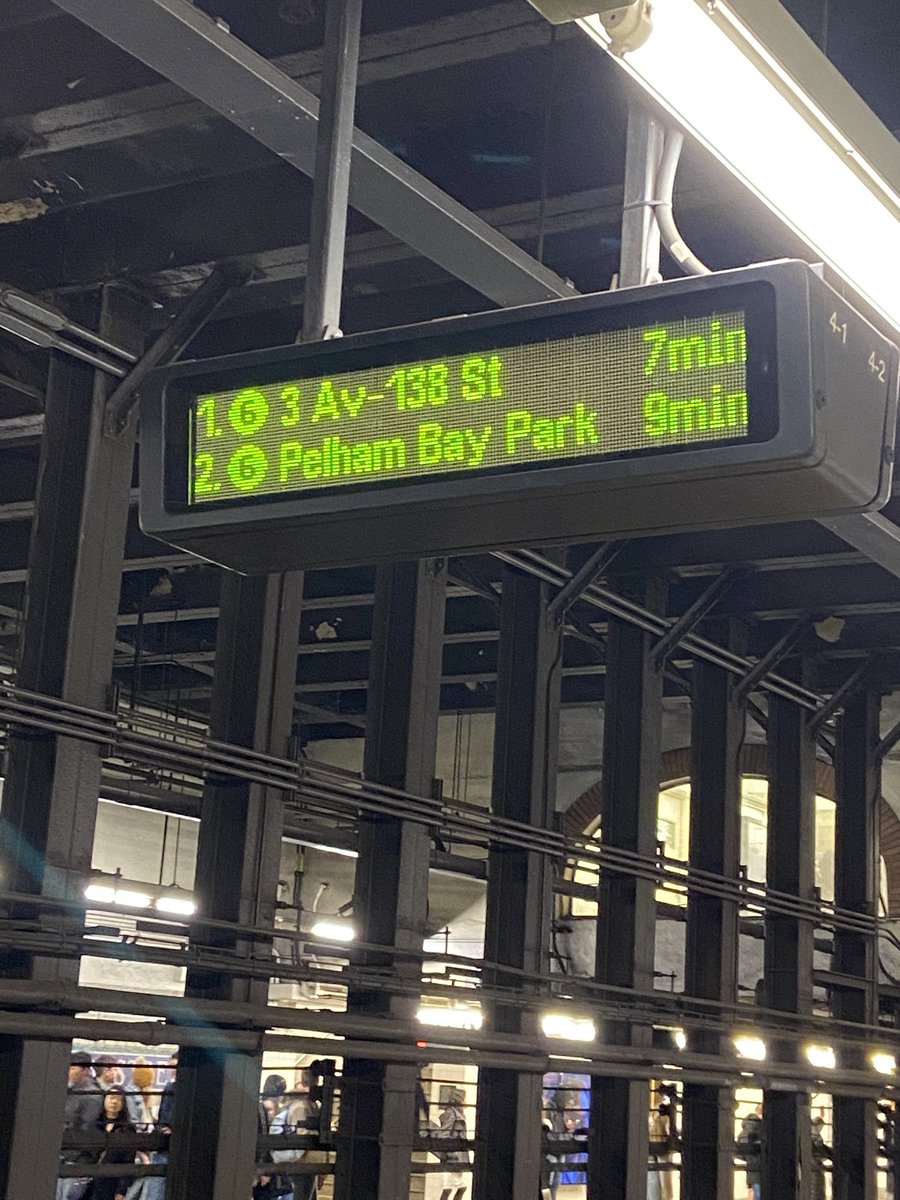 1. 6 3 Av-138 St 7min
2. 6 Pelham Bay Park 9min
4-1
4-2